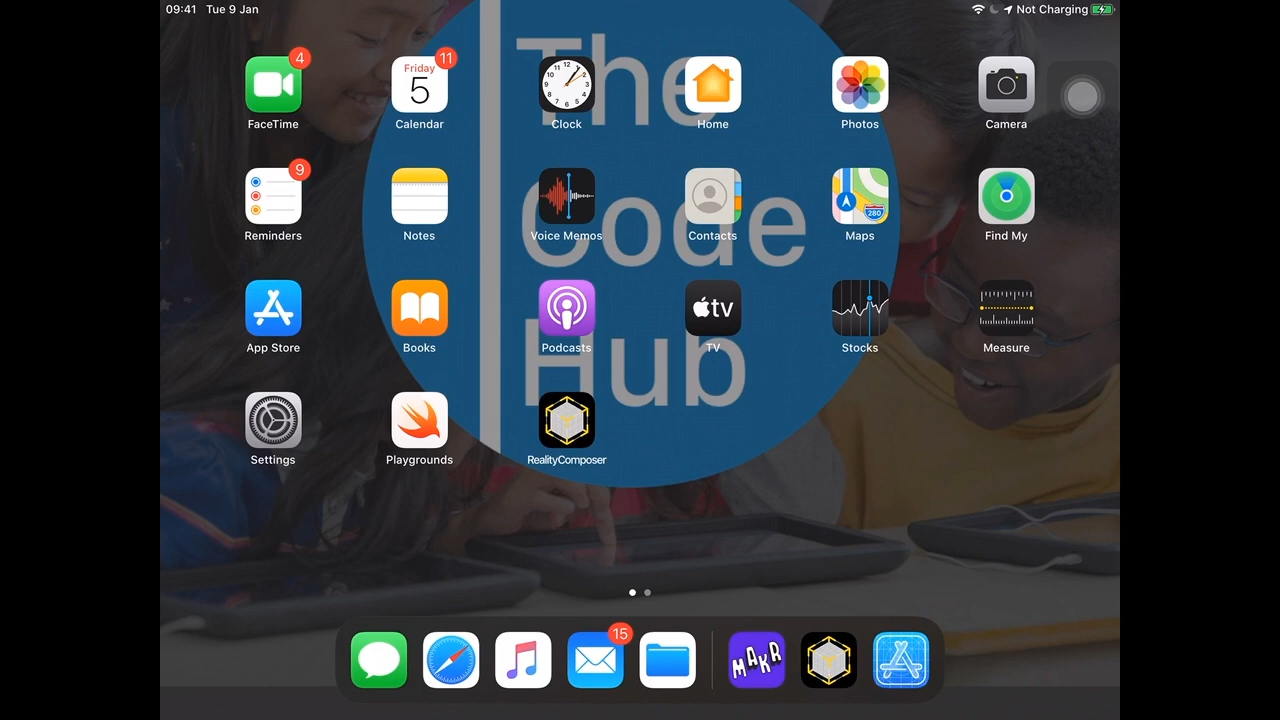 09:41 Tue 9 Jan
Not Charging
The
Code
Hub
4
Friday
5
11
FaceTime
Calendar
Clock
Home
Photos
Camera
9
280
Reminders
Notes
Voice Memos
Contacts
Maps
Find My
tv
App Store
Books
Podcasts
TV
Stocks
Measure
Settings
Playgrounds
RealityComposer
15
MAKR